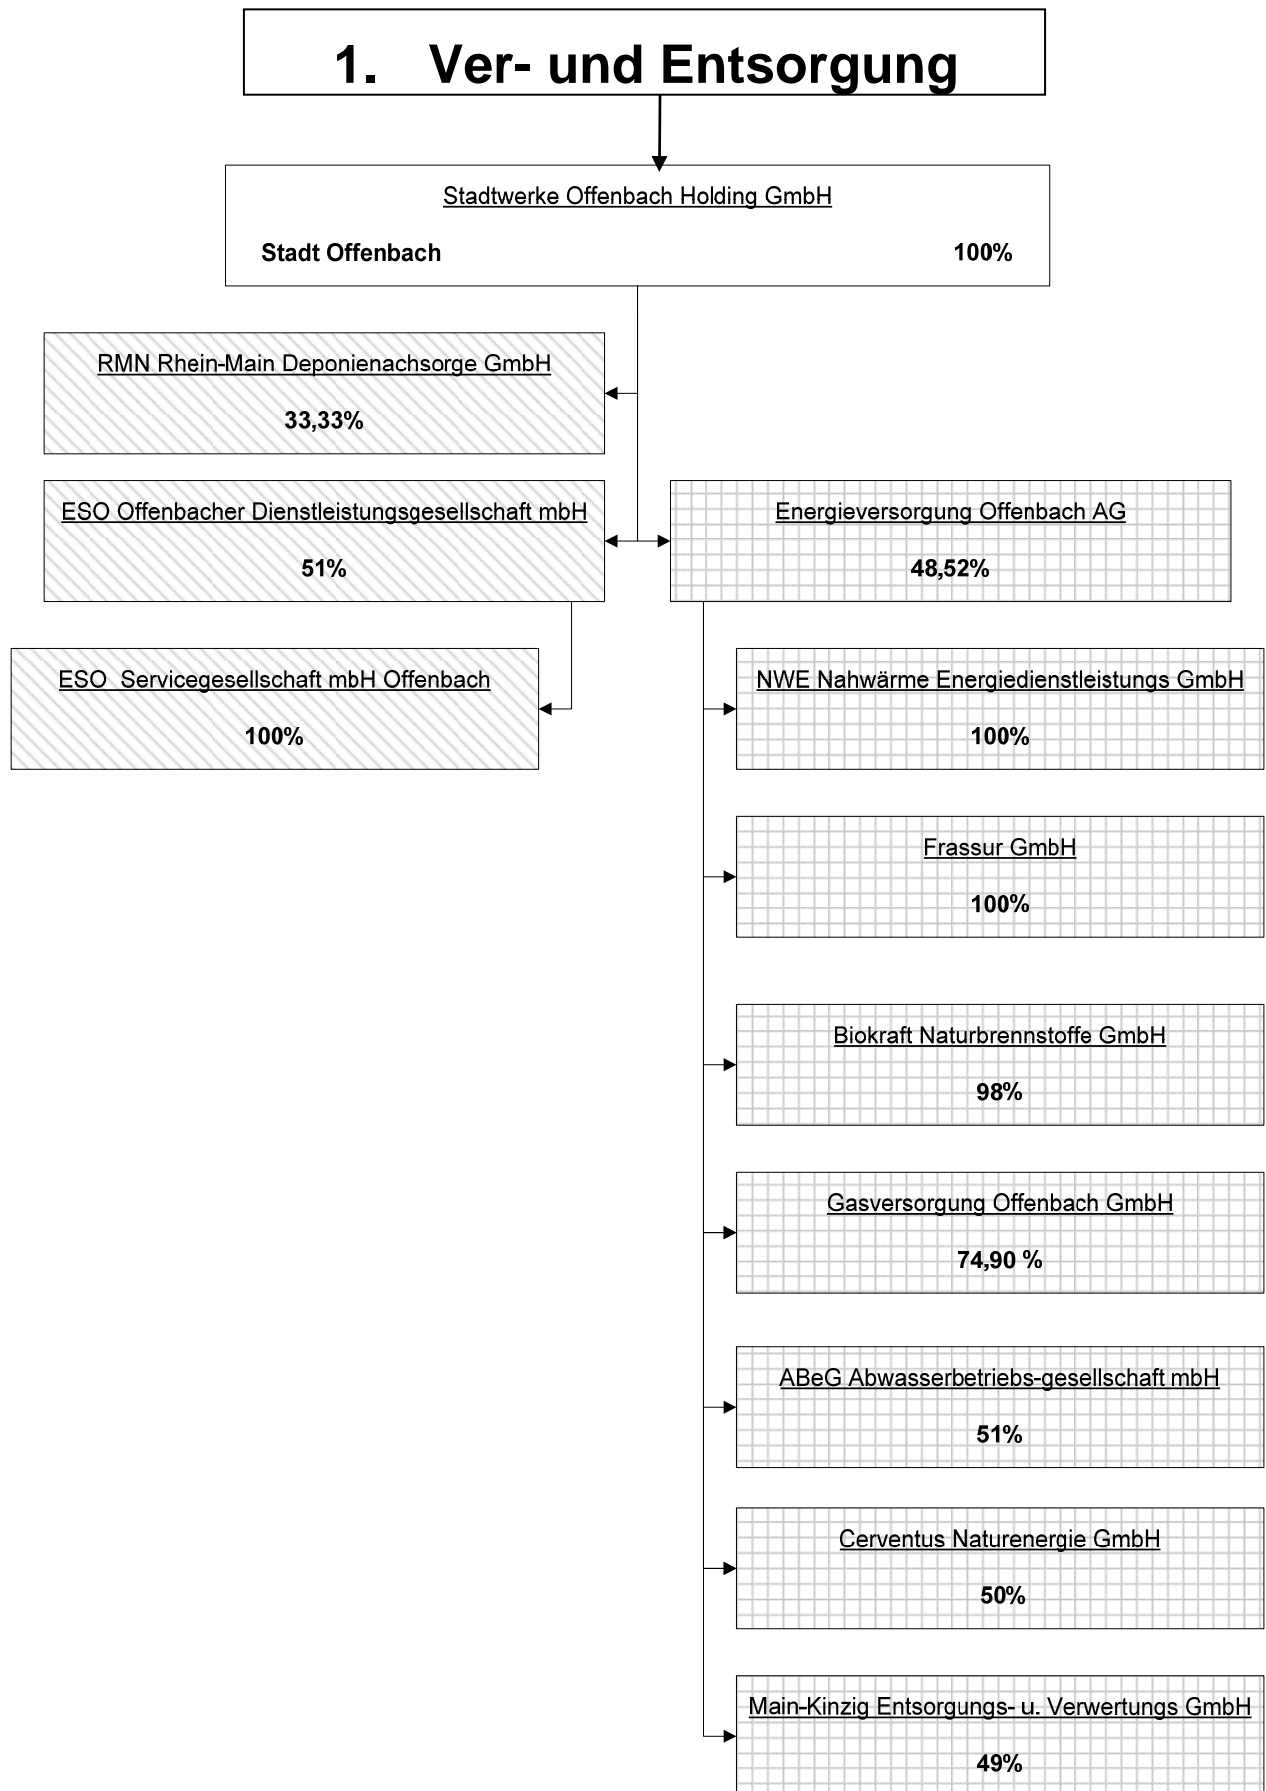 1. Ver- und Entsorgung
Stadtwerke Offenbach Holding GmbH
Stadt Offenbach 100%
RMN Rhein-Main Deponienachsorge GmbH
33,33%
ESO Offenbacher Dienstleistungsgesellschaft mbH
51%
Energieversorgung Offenbach AG
48,52%
ESO Servicegesellschaft mbH Offenbach
100%
NWE Nahwärme Energiedienstleistungs GmbH
100%
Frassur GmbH
100%
Biokraft Naturbrennstoffe GmbH
98%
Gasversorgung Offenbach GmbH
74,90 %
ABeG Abwasserbetriebs-gesellschaft mbH
51%
Cerventus Naturenergie GmbH
50%
Main-Kinzig Entsorgungs- u. Verwertungs GmbH
49%